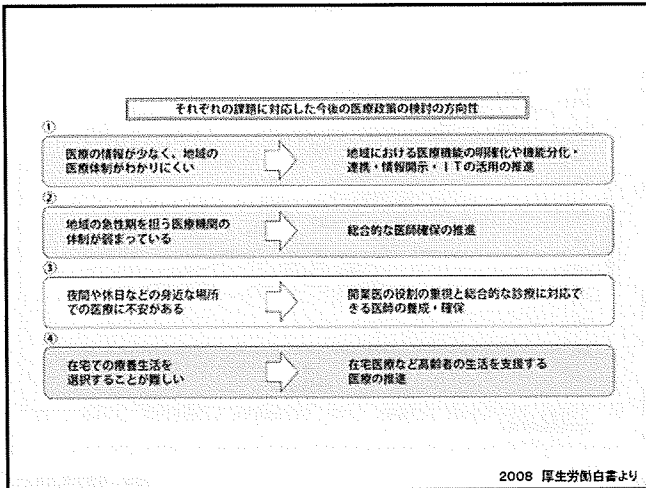 それぞれの課題に対応した今後の医療政策の検討の方向性
①
医療の情報が少なく、地域の
医療体制がわかりにくい
地域における医療機能の明確化や機能分化・
連携・情報開示・ITの活用の推進
②
地域の急性期を担う医療機関の
体制が弱まっている
総合的な医師確保の推進
③
夜間や休日などの身近な場所
での医療に不安がある
開業医の役割の重視と総合的な診療に対応で
きる医師の養成・確保
④
在宅での療養生活を
選択することが難しい
在宅医療など高齢者の生活を支援する
医療の推進
2008 厚生労働白書より